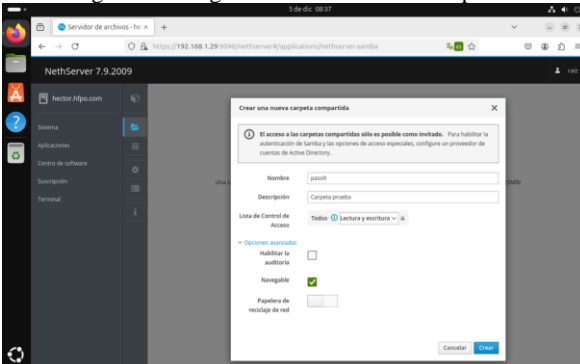 5 de dic 08:37
Servidor de archivos - he ×
https://192.168.1.29:9090/nethserver#/applications/nethserver-samba
NethServer 7.9.2009
hector.hfpo.com
Sistema
Aplicaciones
Centro de software
Suscripción
Terminal
Crear una nueva carpeta compartida
El acceso a las carpetas compartidas sólo es posible como invitado. Para habilitar la
autenticación de Samba y las opciones de acceso especiales, configure un proveedor de
cuentas de Active Directory.
Nombre
Descripción Carpeta prueba
Lista de Control de
Acceso
Todos Lectura y escritura
Opciones avanzadas
Habilitar la
auditoría
Navegable
Papelera de
reciclaje de red
Cancelar Crear